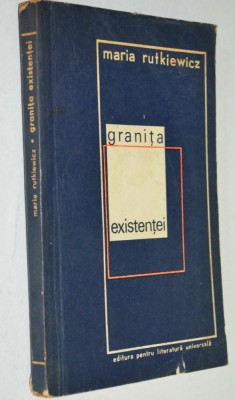 maria rutkiewicz • granița existenței
maria rutkiewicz
granița
existenței
editura pentru literatură universală